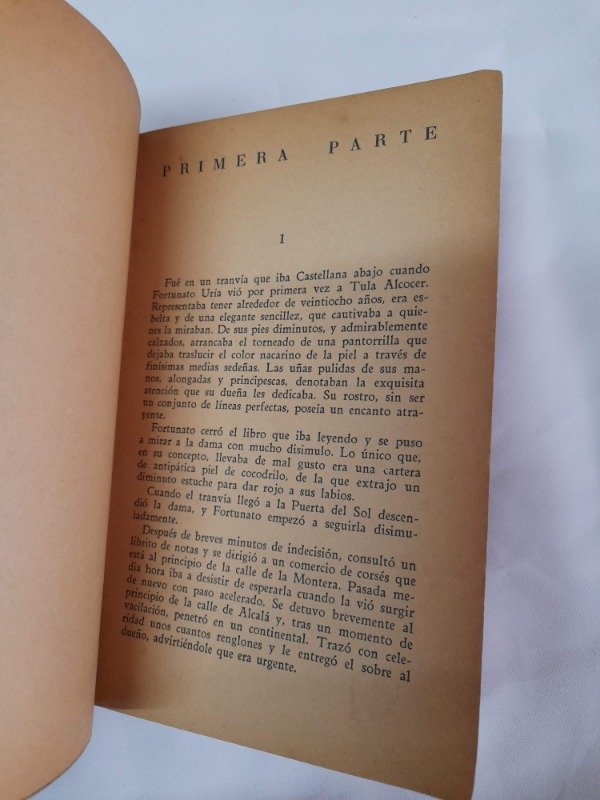 PRIMERA PARTE
I
Fué en un tranvía que iba Castellana abajo cuando
Fortunato Uría vió por primera vez a Tula Alcocer.
Representaba tener alrededor de veintiocho años, era es-
belta y de una elegante sencillez, que cautivaba a quie-
nes la miraban. De sus pies diminutos, y admirablemente
calzados, arrancaba el torneado de una pantorrilla que
dejaba traslucir el color nacarino de la piel a través de
finísimas medias sedeñas. Las uñas pulidas de sus ma-
nos, alongadas y principescas, denotaban la exquisita
atención que su dueña les dedicaba. Su rostro, sin ser
un conjunto de líneas perfectas, poseía un encanto atra-
yente.
Fortunato cerró el libro que iba leyendo y se puso
a mirar a la dama con mucho disimulo. Lo único que,
en su concepto, llevaba de mal gusto era una cartera
de antipática piel de cocodrilo, de la que extrajo un
diminuto estuche para dar rojo a sus labios.
Cuando el tranvía llegó a la Puerta del Sol descen-
dió la dama, y Fortunato empezó a seguirla disimu-
ladamente.
Después de breves minutos de indecisión, consultó un
librito de notas y se dirigió a un comercio de corsés que
está al principio de la calle de la Montera. Pasada me-
dia hora iba a desistir de esperarla cuando la vió surgir
de nuevo con paso acelerado. Se detuvo brevemente al
principio de la calle de Alcalá y, tras un momento de
vacilación, penetró en un continental. Trazó con cele-
ridad unos cuantos renglones y le entregó el sobre al
dueño, advirtiéndole que era urgente.